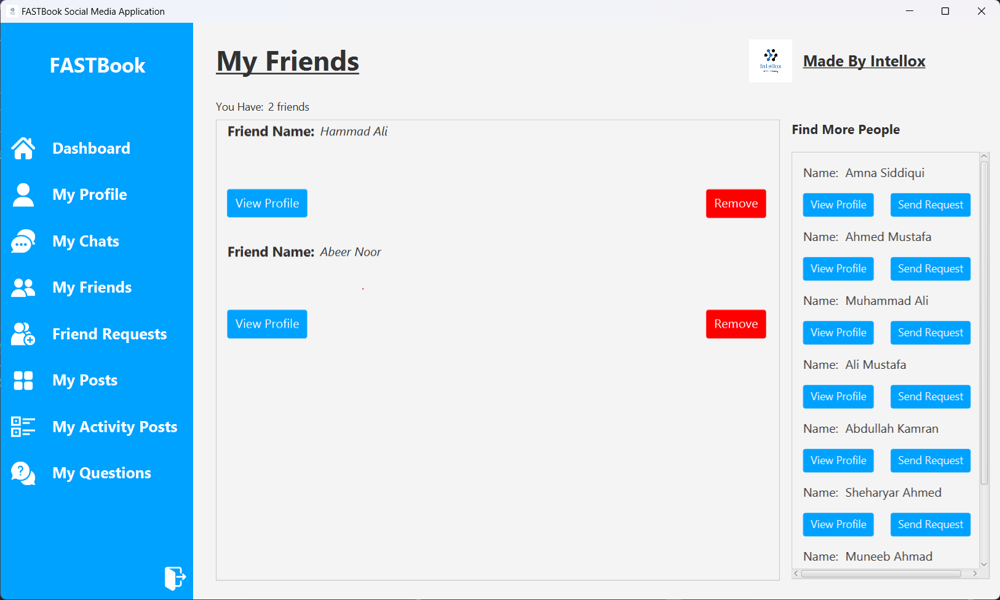 FASTBook Social Media Application
FASTBook
Dashboard
My Profile
My Chats
My Friends
Friend Requests
My Posts
My Activity Posts
My Questions
My Friends
Intellox
Made By Intellox
You Have: 2 friends
Friend Name: Hammad Ali
View Profile Remove
Friend Name: Abeer Noor
View Profile Remove
Find More People
Name: Amna Siddiqui
View Profile Send Request
Name: Ahmed Mustafa
View Profile Send Request
Name: Muhammad Ali
View Profile Send Request
Name: Ali Mustafa
View Profile Send Request
Name: Abdullah Kamran
View Profile Send Request
Name: Sheharyar Ahmed
View Profile Send Request
Name: Muneeb Ahmad